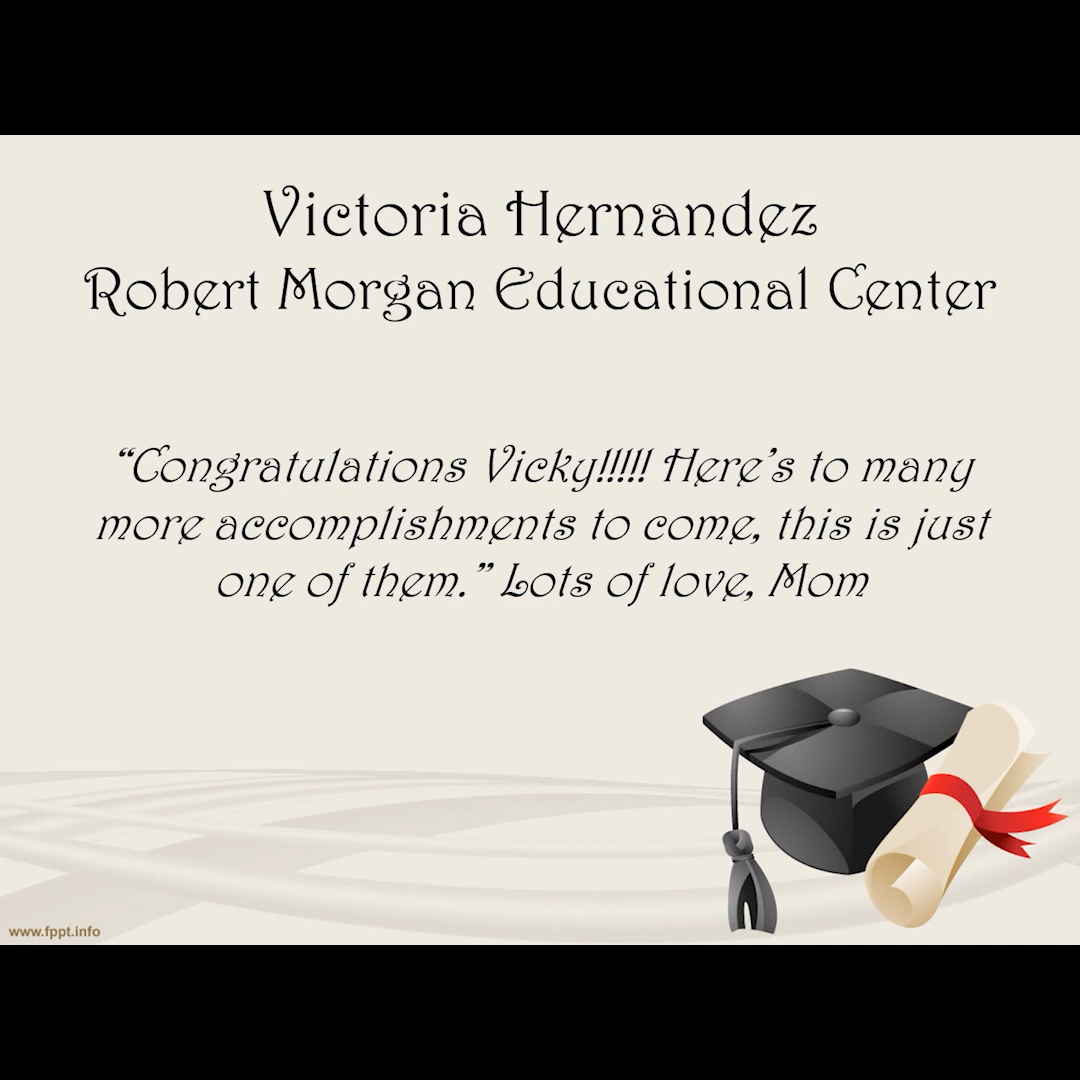 Victoria Hernandez
Robert Morgan Educational Center
“Congratulations Vicky!!!!! Here’s to many
more accomplishments to come, this is just
one of them.” Lots of love, Mom
www.fppt.info